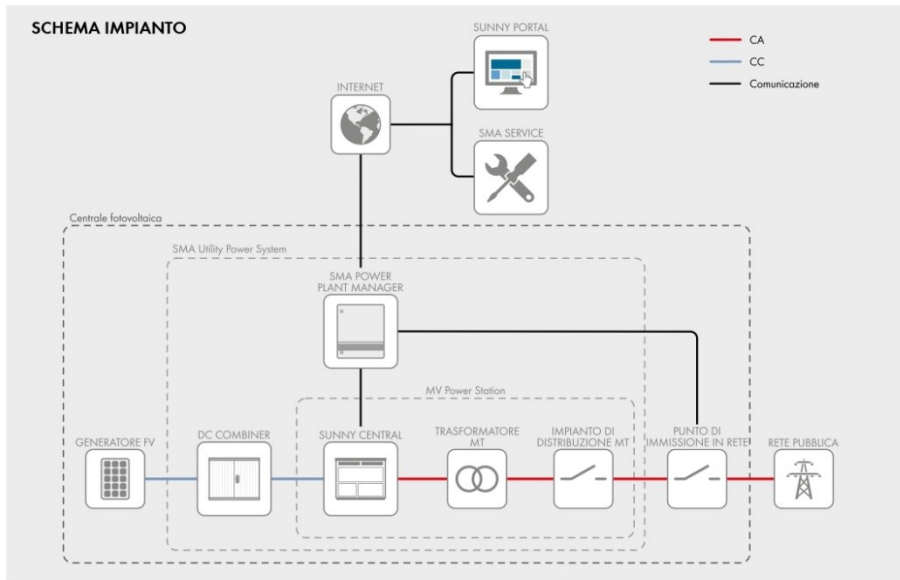 SCHEMA IMPIANTO
SUNNY PORTAL
CA
CC
Comunicazione
INTERNET
SMA SERVICE
Centrale fotovoltaica
SMA Utility Power System
SMA POWER
PLANT MANAGER
MV Power Station
GENERATORE FV
DC COMBINER
SUNNY CENTRAL
TRASFORMATORE
MT
IMPIANTO DI
DISTRIBUZIONE MT
PUNTO DI
IMMISSIONE IN RETE
RETE PUBBLICA